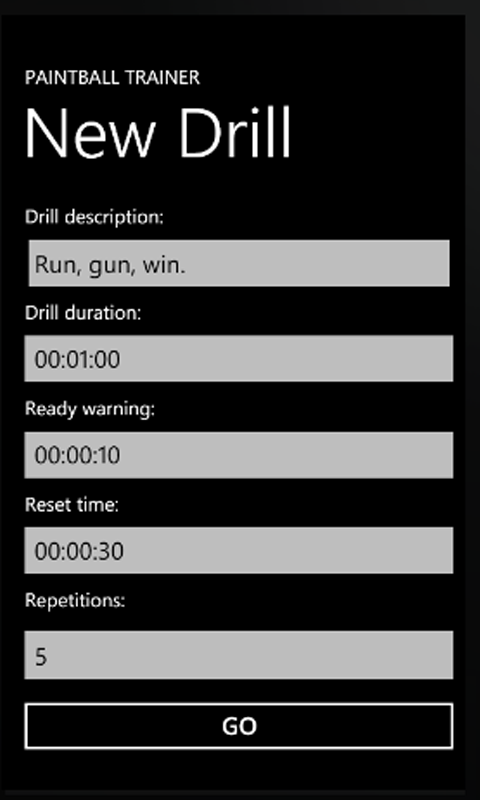 PAINTBALL TRAINER
New Drill
Drill description:
Run, gun, win.
Drill duration:
00:01:00
Ready warning:
00:00:10
Reset time:
00:00:30
Repetitions:
5
GO